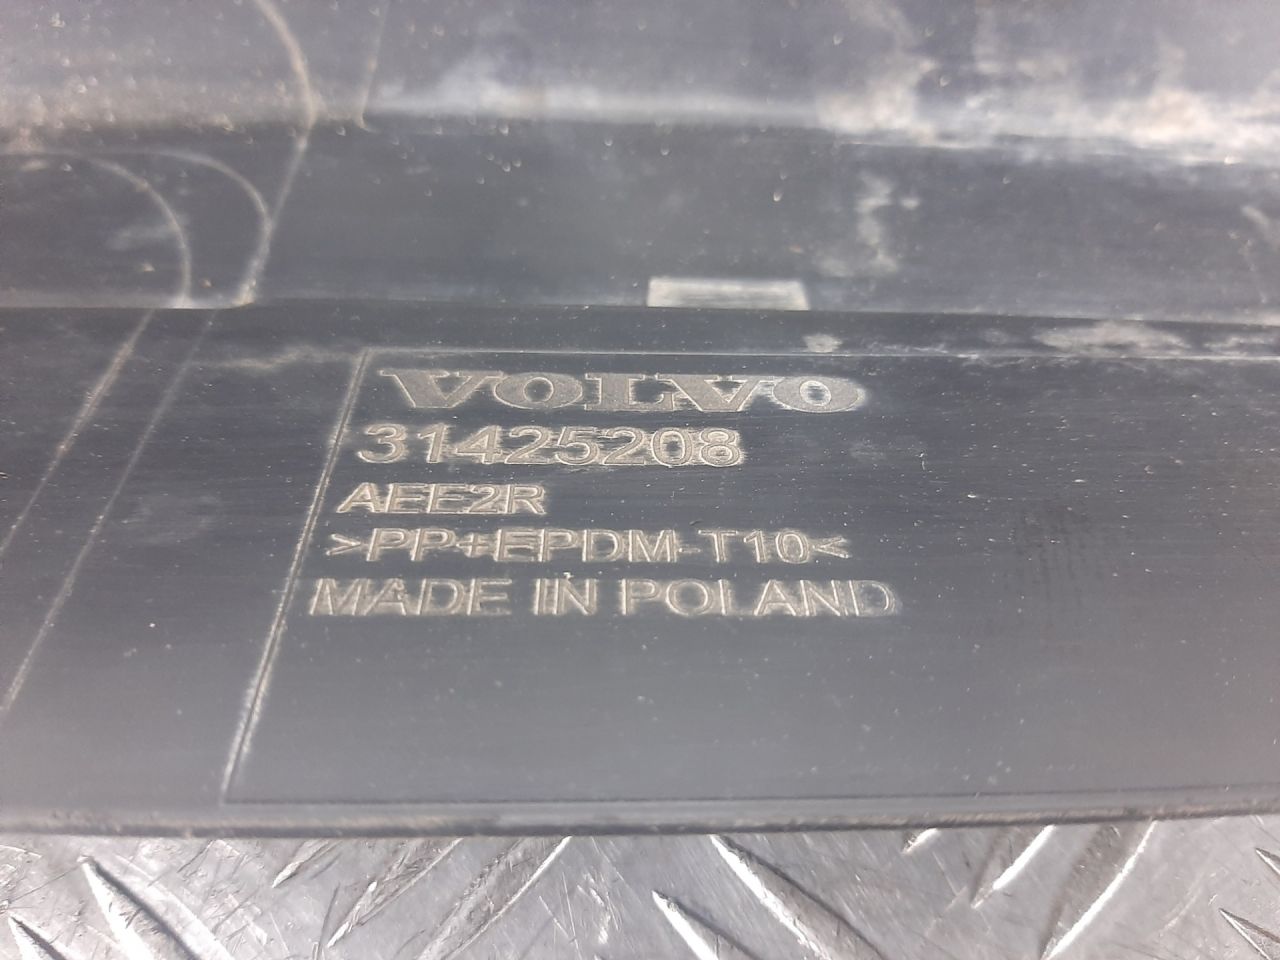 VOLVO
31425208
AEE2R
>PP+EPDM-T10<
MADE IN POLAND